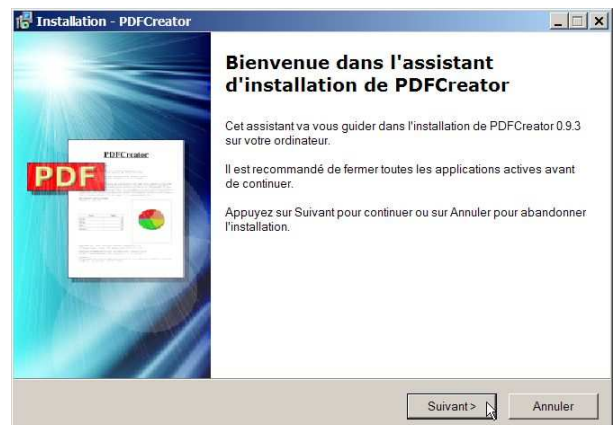 Installation - PDFCreator
Bienvenue dans l'assistant
d'installation de PDFCreator
Cet assistant va vous guider dans l'installation de PDFCreator 0.9.3
sur votre ordinateur.
Il est recommandé de fermer toutes les applications actives avant
de continuer.
Appuyez sur Suivant pour continuer ou sur Annuler pour abandonner
l'installation.
PDFCreator
PDF
Suivant >
Annuler